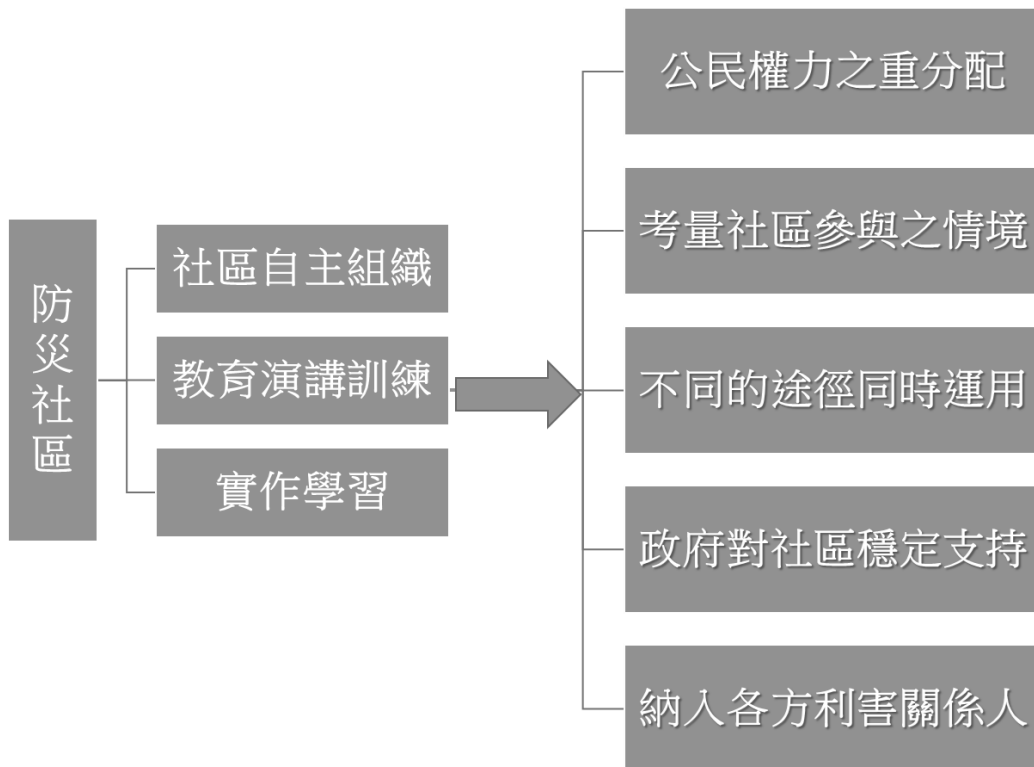 防災社區
社區自主組織
教育演講訓練
實作學習
公民權力之重分配
考量社區參與之情境
不同的途徑同時運用
政府對社區穩定支持
納入各方利害關係人